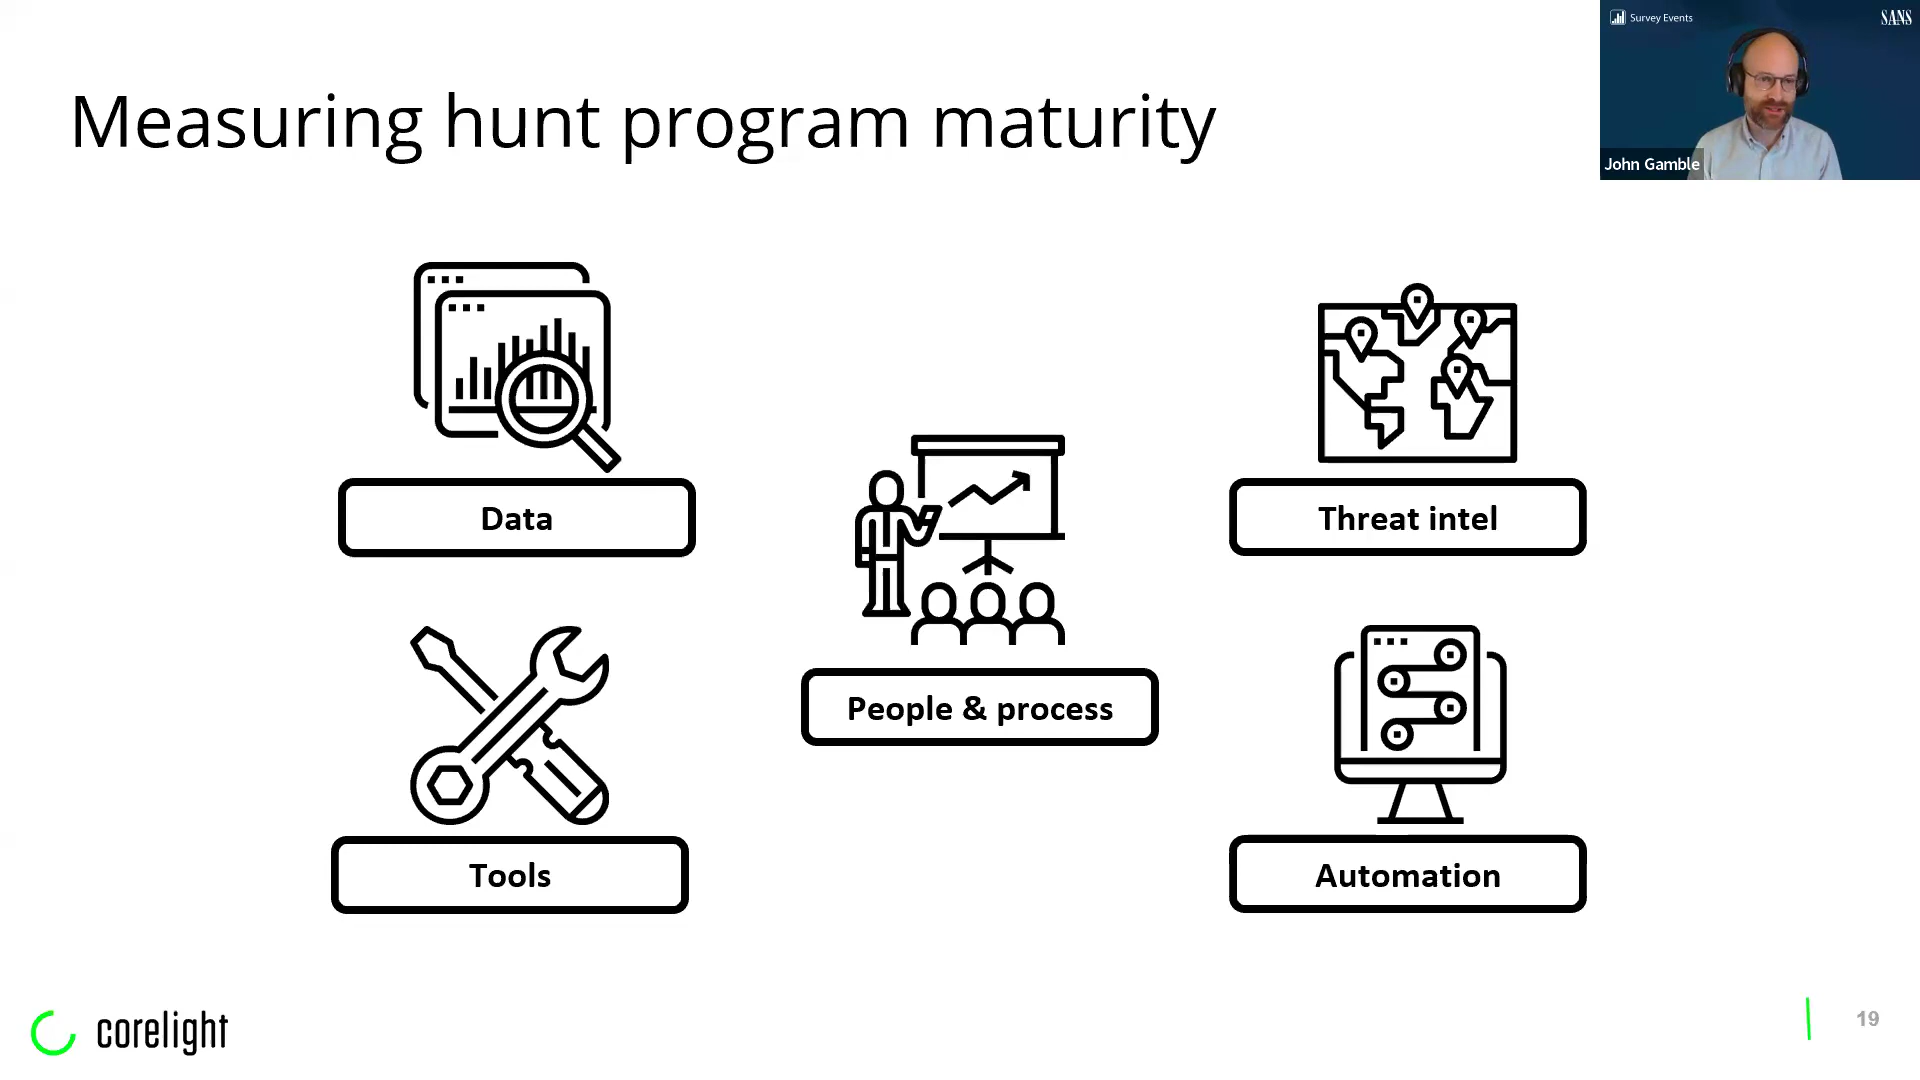 Survey Events
SANS
John Gamble
Measuring hunt program maturity
Data
Threat intel
People & process
Tools
Automation
corelight
19